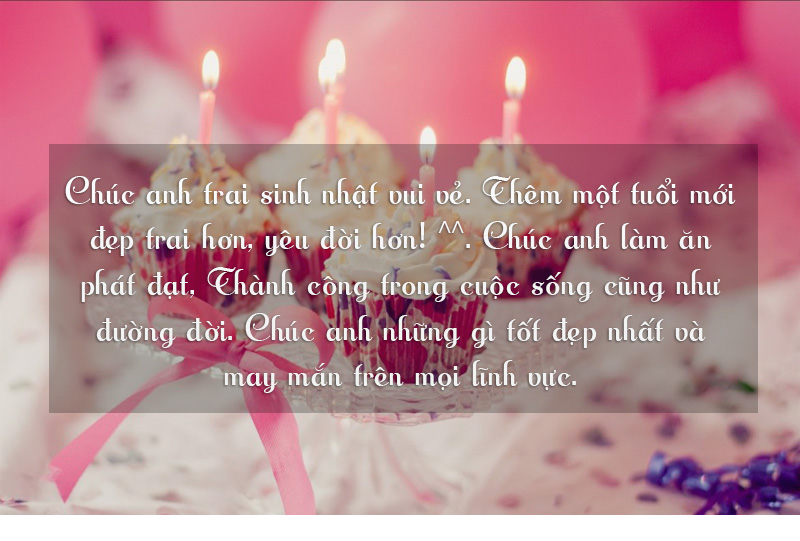 Chúc anh trai sinh nhật vui vẻ. Thêm một tuổi mới
đẹp trai hơn, yêu đời hơn! ^^. Chúc anh làm ăn
phát đạt, Thành công trong cuộc sống cũng như
đường đời. Chúc anh những gì tốt đẹp nhất và
may mắn trên mọi lĩnh vực.